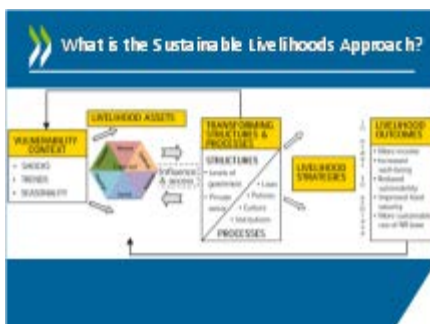 What is the Sustainable Livelihoods Approach?
LIVELIHOOD ASSETS
VULNERABILITY
CONTEXT
• SHOCKS
• TRENDS
• SEASONALITY
Influence
& access
TRANSFORMING
STRUCTURES &
PROCESSES
STRUCTURES
• Levels of
government
• Private
• Laws
• Policies
• Culture
• Institutions
PROCESSES
LIVELIHOOD
STRATEGIES
LIVELIHOOD
OUTCOMES
• More income
• Increased
well-being
• Reduced
vulnerability
• Improved food
security
• More sustainable
use of NR base